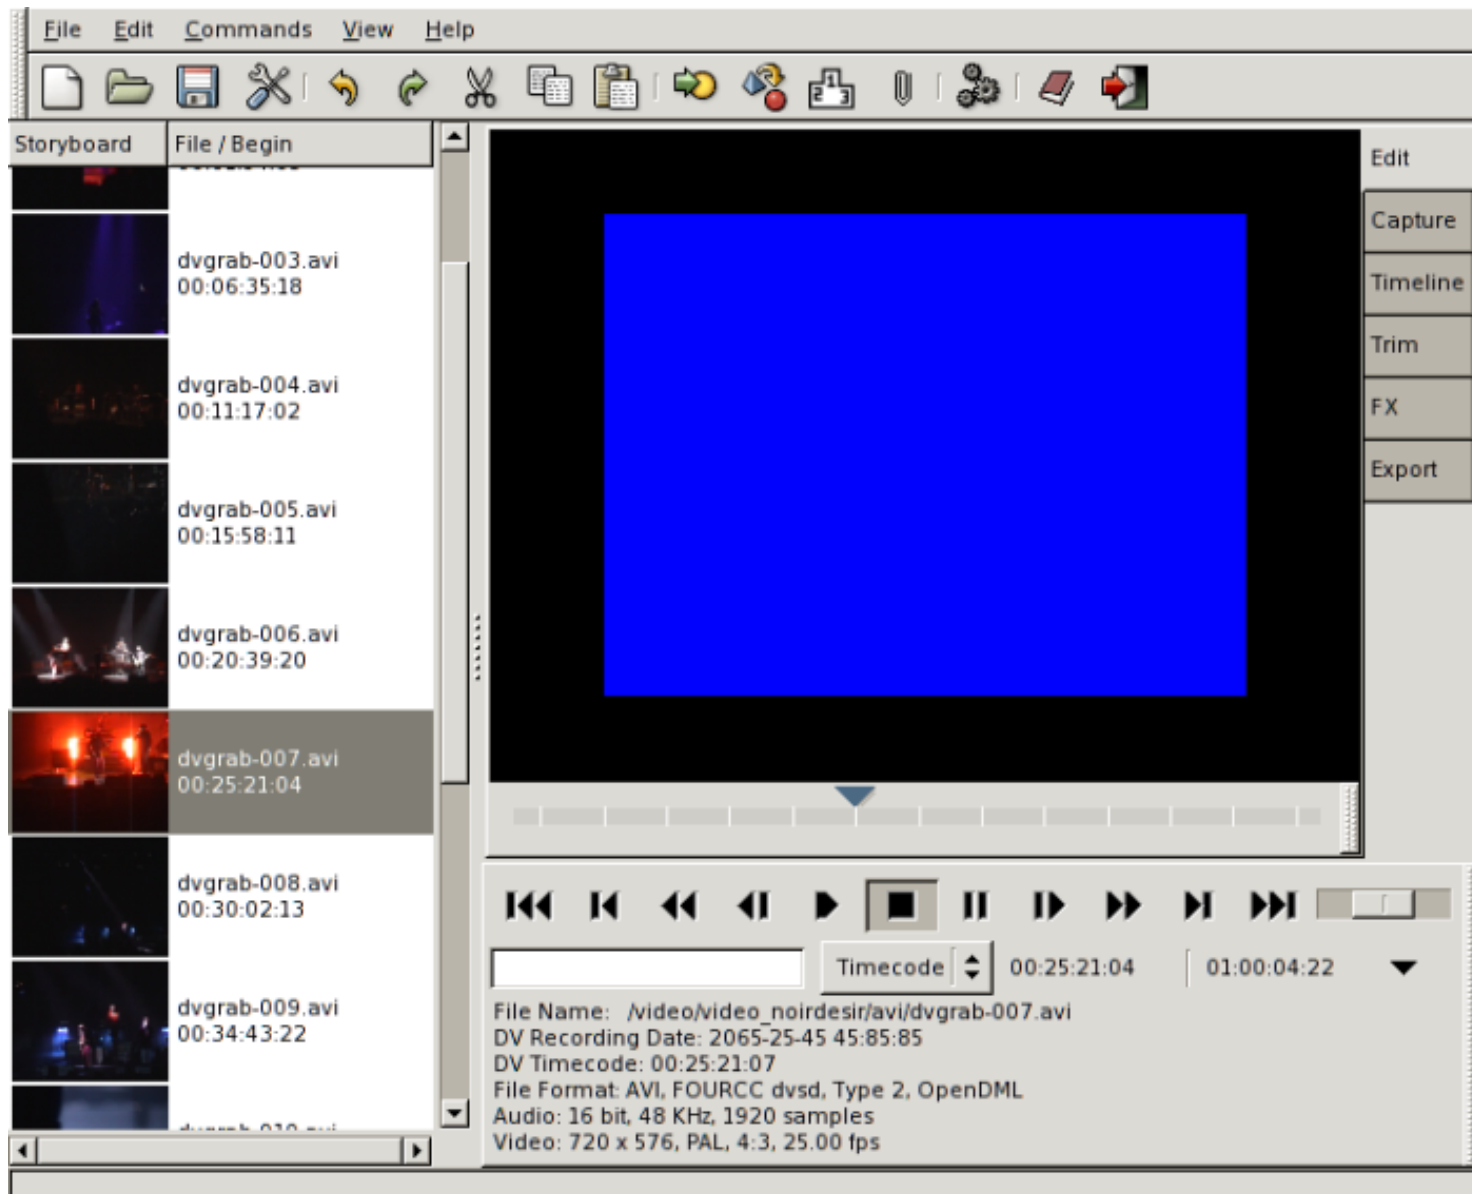 File Edit Commands View Help
1
2 3
Storyboard File / Begin
dvgrab-003.avi
00:06:35:18
dvgrab-004.avi
00:11:17:02
dvgrab-005.avi
00:15:58:11
dvgrab-006.avi
00:20:39:20
dvgrab-007.avi
00:25:21:04
dvgrab-008.avi
00:30:02:13
dvgrab-009.avi
00:34:43:22
Edit
Capture
Timeline
Trim
FX
Export
Timecode 00:25:21:04 01:00:04:22
File Name: /video/video_noirdesir/avi/dvgrab-007.avi
DV Recording Date: 2065-25-45 45:85:85
DV Timecode: 00:25:21:07
File Format: AVI, FOURCC dvsd, Type 2, OpenDML
Audio: 16 bit, 48 KHz, 1920 samples
Video: 720 x 576, PAL, 4:3, 25.00 fps